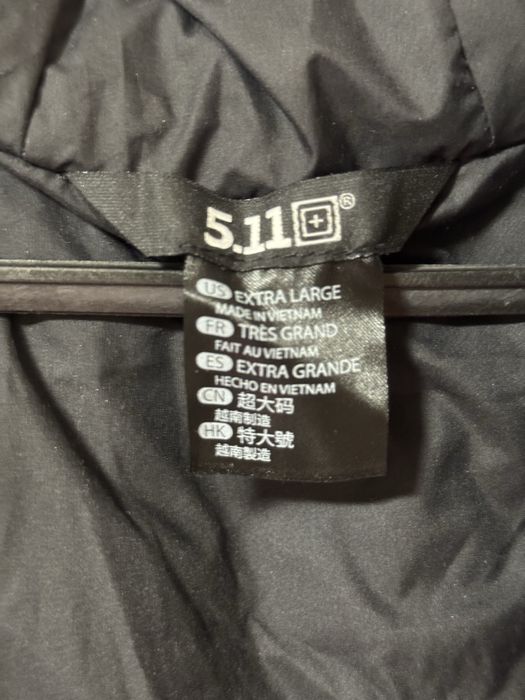 5.11 ®
US EXTRA LARGE
MADE IN VIETNAM
FR TRÈS GRAND
FAIT AU VIETNAM
ES EXTRA GRANDE
HECHO EN VIETNAM
CN 超大码
越南制造
HK 特大號
越南製造